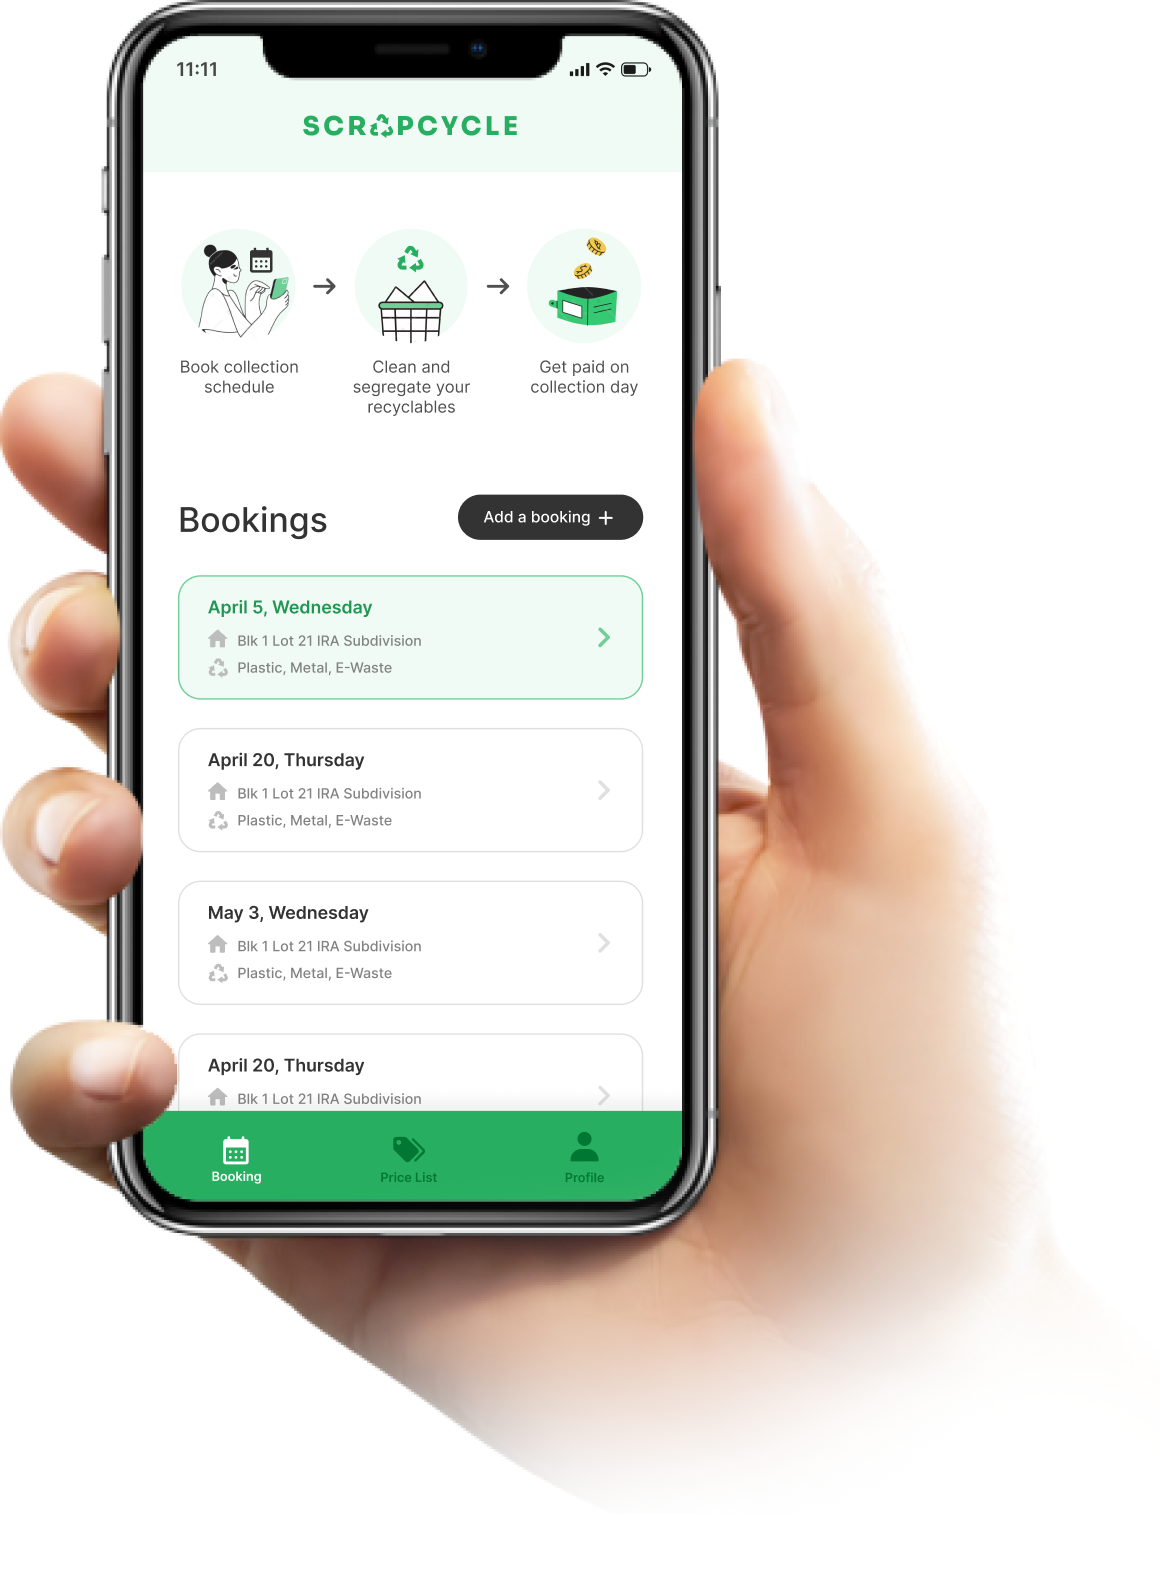 11:11
SCRAPCYCLE
Book collection
schedule
Clean and
segregate your
recyclables
Get paid on
collection day
Bookings
Add a booking +
April 5, Wednesday
Blk 1 Lot 21 IRA Subdivision
Plastic, Metal, E-Waste
April 20, Thursday
Blk 1 Lot 21 IRA Subdivision
Plastic, Metal, E-Waste
May 3, Wednesday
Blk 1 Lot 21 IRA Subdivision
Plastic, Metal, E-Waste
April 20, Thursday
Blk 1 Lot 21 IRA Subdivision
Booking
Price List
Profile